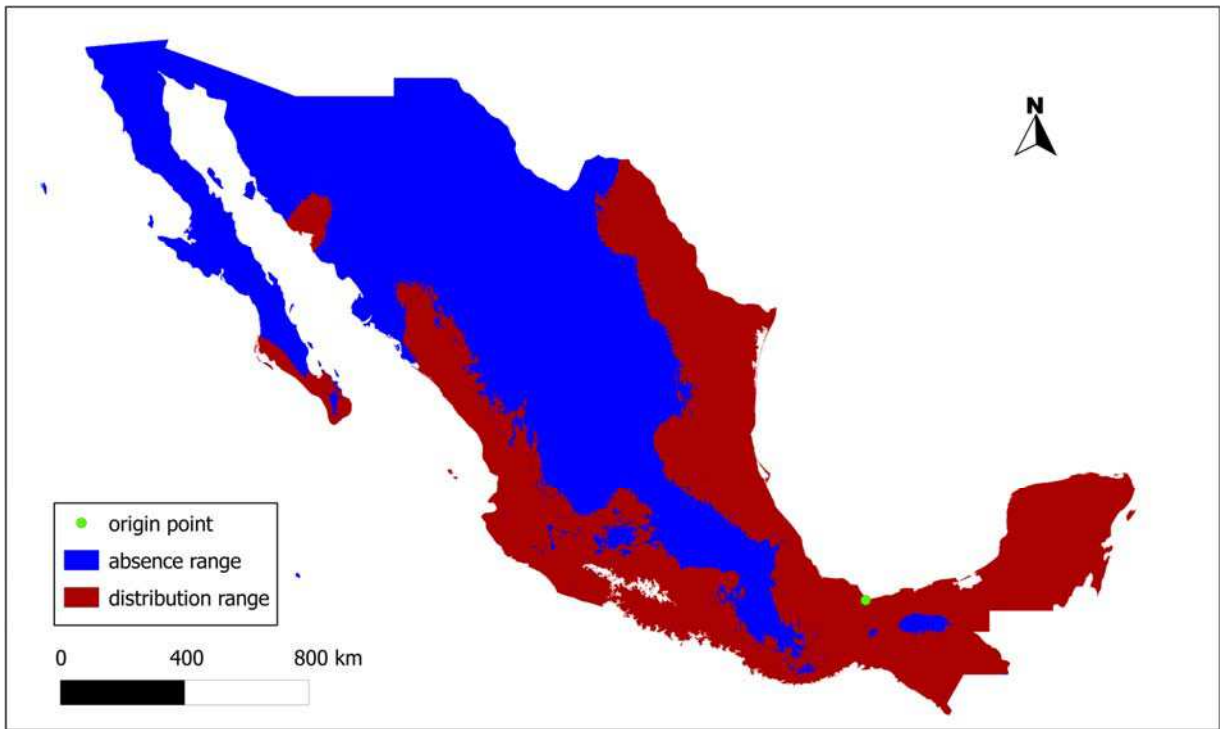 N
origin point
absence range
distribution range
0 400 800 km